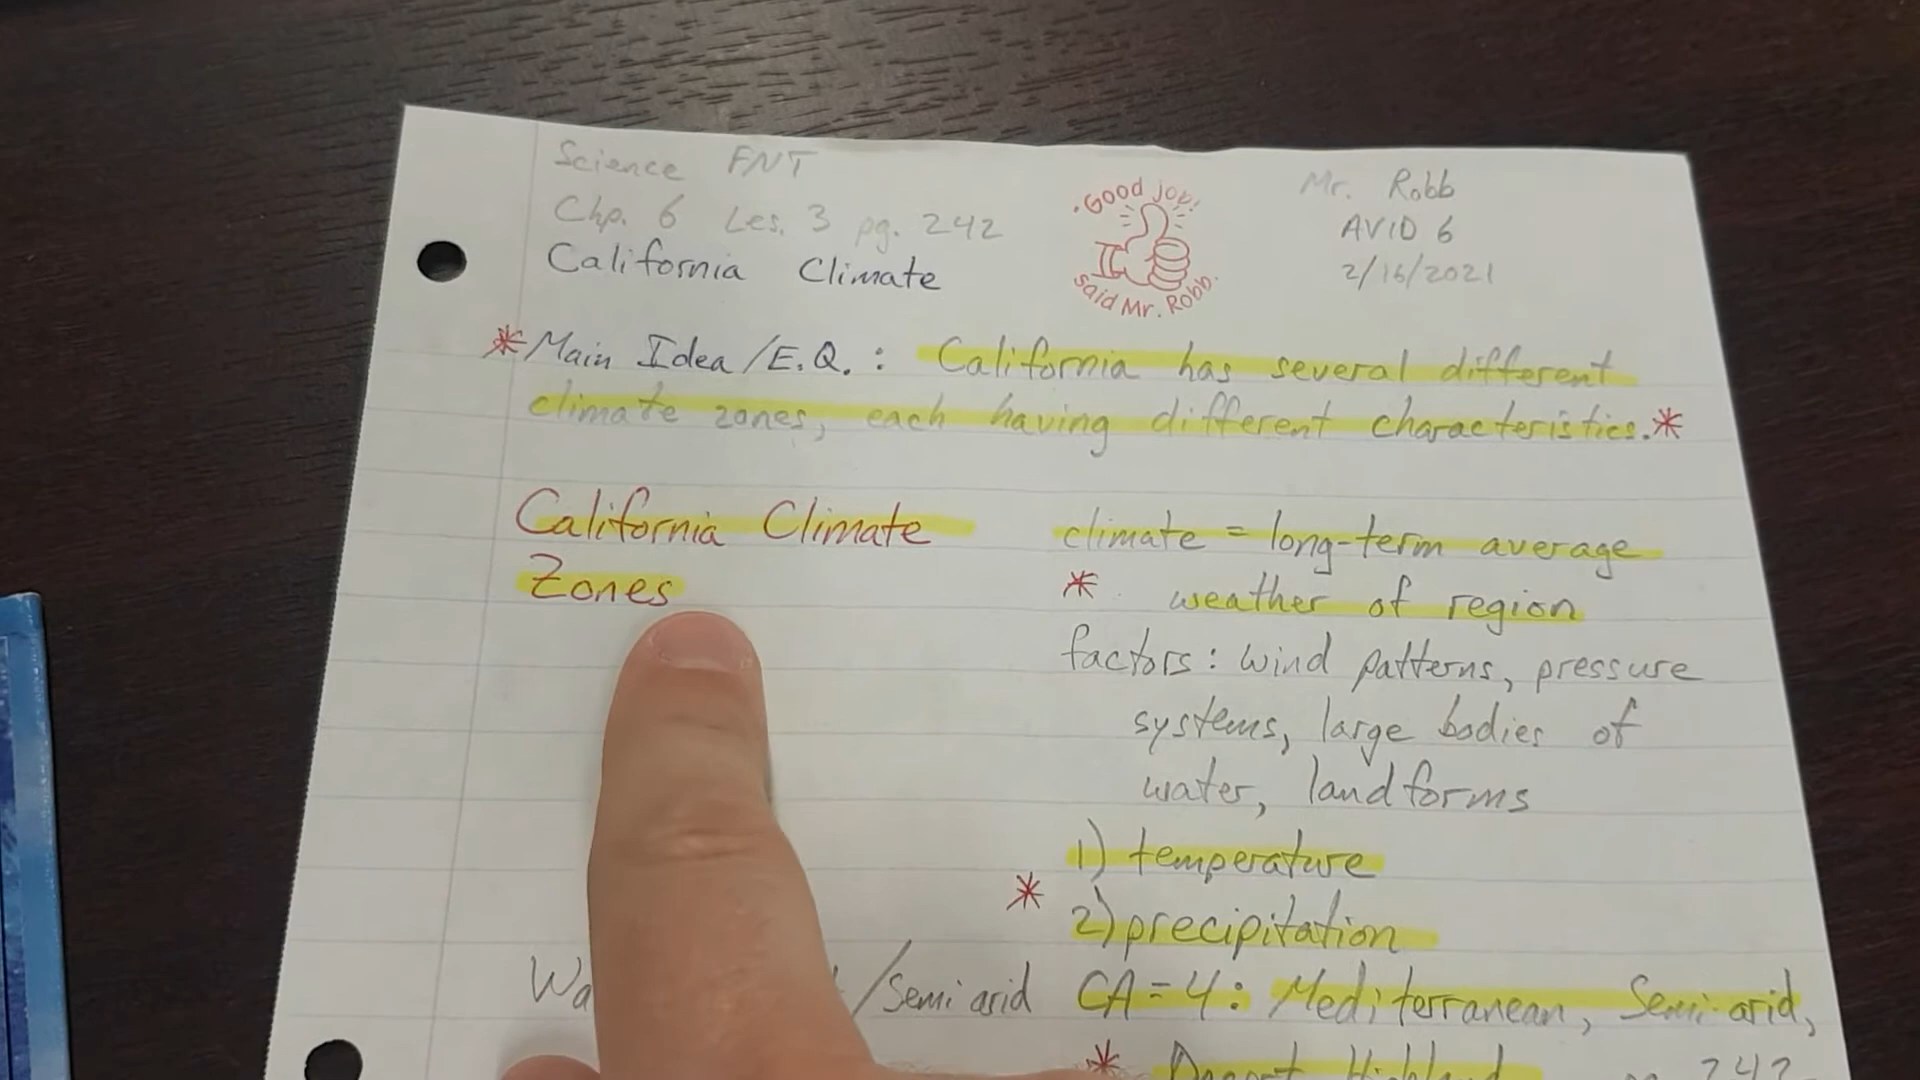 Science FNT
Chp. 6 Les. 3 pg. 242
California Climate
Good job!
said Mr. Robb.
Mr. Robb
AVID 6
2/16/2021
*Main Idea/E.Q.: California has several different
climate zones, each having different characteristics.*
California Climate
Zones
climate = long-term average
* weather of region
factors: wind patterns, pressure
systems, large bodies of
water, landforms
1) temperature
*
2) precipitation
/Semi arid
CA = 4: Mediterranean, Semi-arid,
* Highland 242